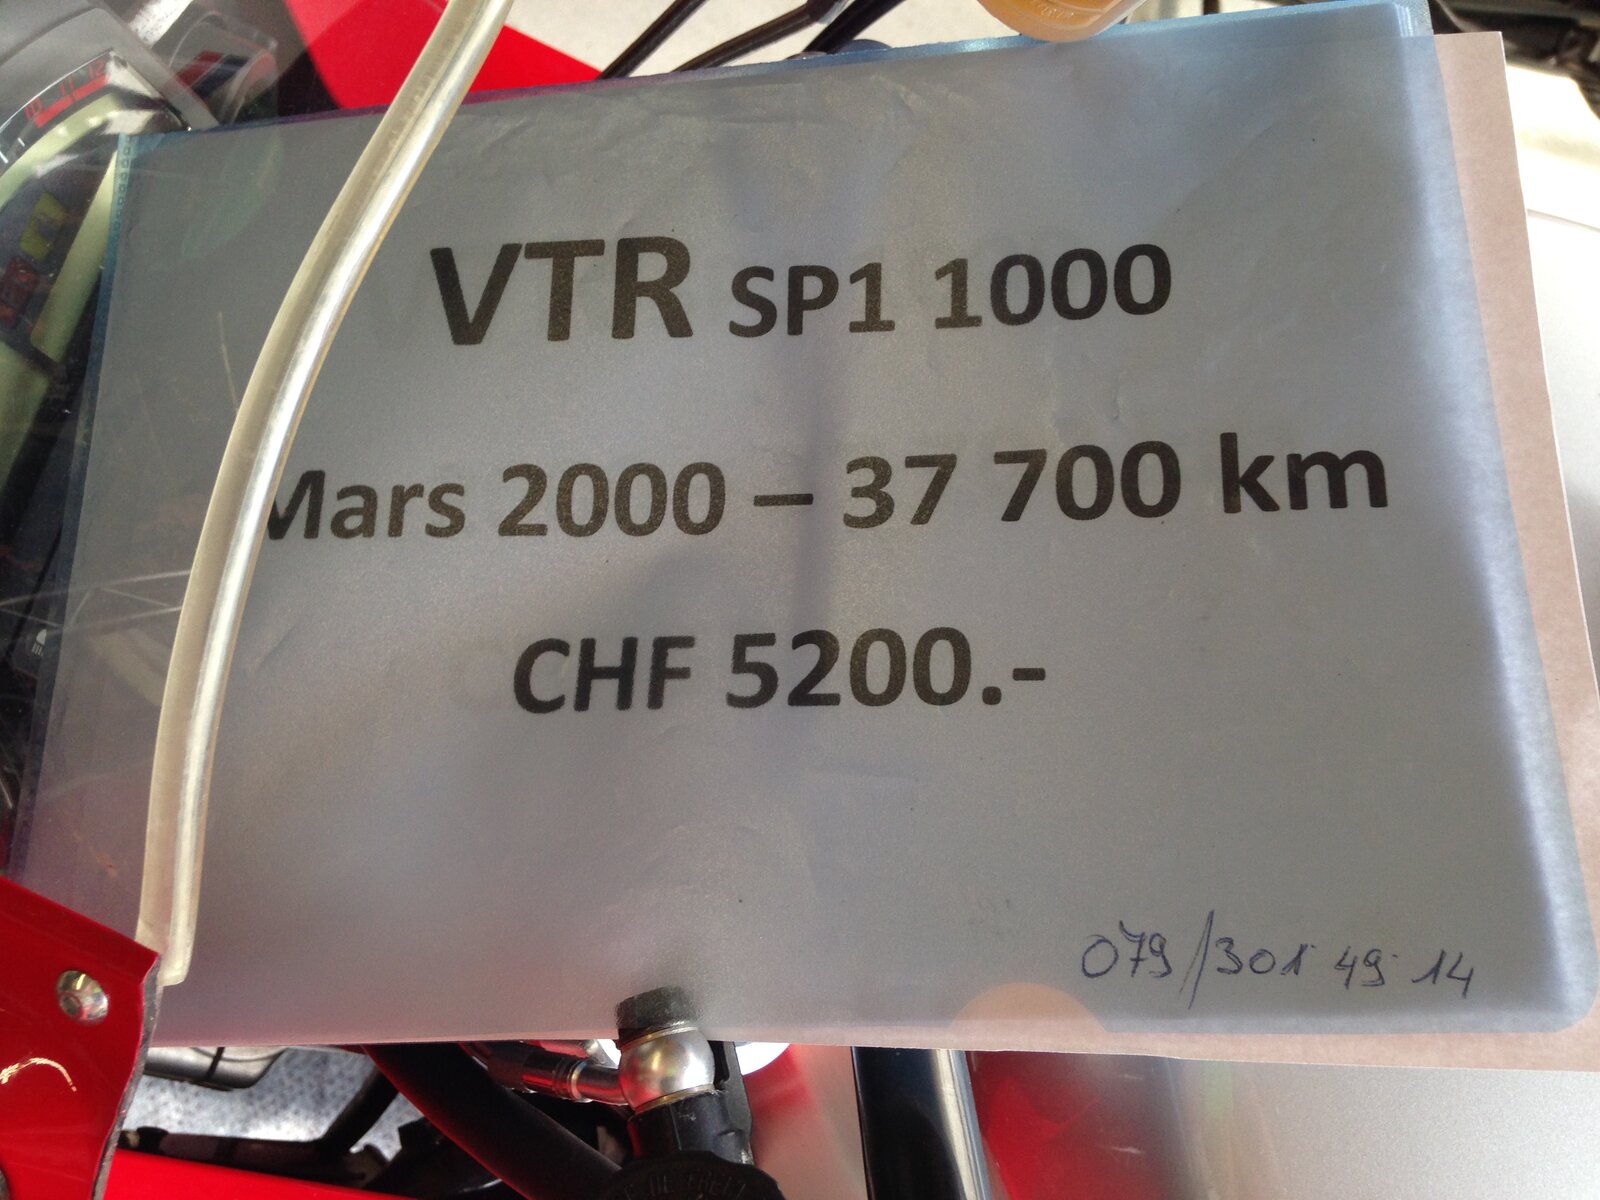 VTR SP1 1000
Mars 2000 – 37 700 km
CHF 5200.-
079/301 49 14